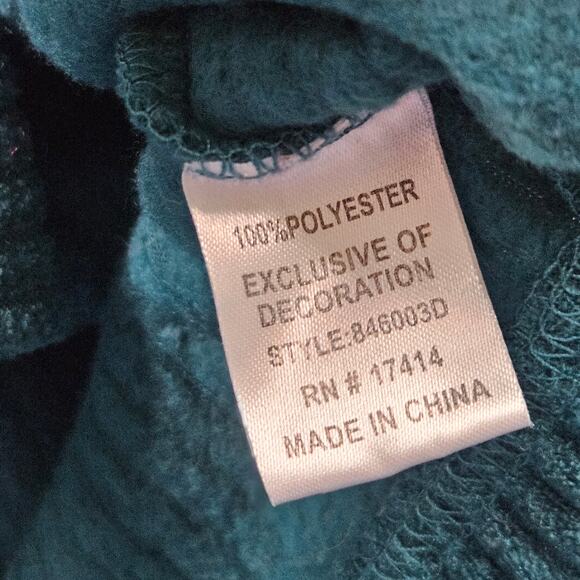 100%POLYESTER
EXCLUSIVE OF
DECORATION
STYLE:846003D
RN # 17414
MADE IN CHINA